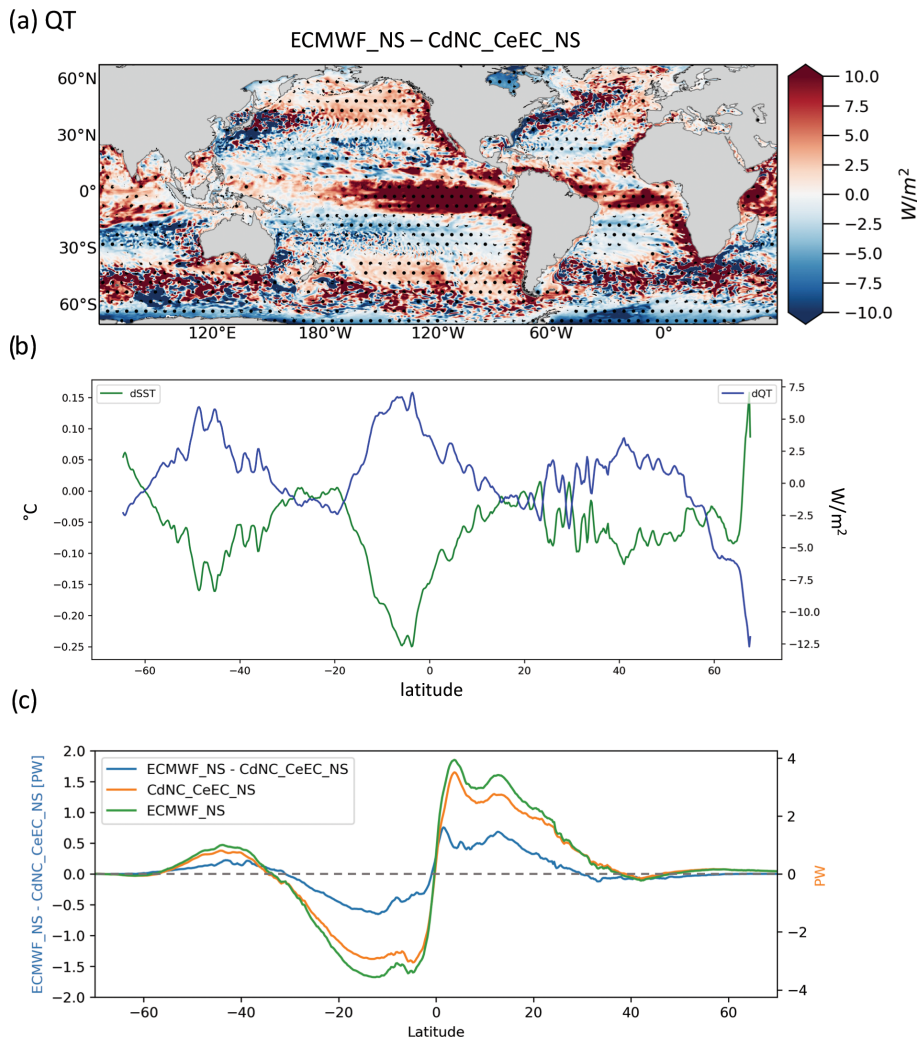 (a) QT
ECMWF_NS – CdNC_CeEC_NS
60°N
30°N
0°
30°S
60°S
120°E 180°W 120°W 60°W 0°
10.0
7.5
5.0
2.5
0.0
−2.5
−5.0
−7.5
−10.0
W/m²
(b)
dSST
dQT
0.15
0.10
0.05
0.00
−0.05
−0.10
−0.15
−0.20
−0.25
°C
7.5
5.0
2.5
0.0
−2.5
−5.0
−7.5
−10.0
−12.5
W/m²
−60 −40 −20 0 20 40 60
latitude
(c)
ECMWF_NS - CdNC_CeEC_NS [PW]
2.0
1.5
1.0
0.5
0.0
−0.5
−1.0
−1.5
−2.0
ECMWF_NS - CdNC_CeEC_NS
CdNC_CeEC_NS
ECMWF_NS
4
2
0
−2
−4
PW
−60 −40 −20 0 20 40 60
Latitude